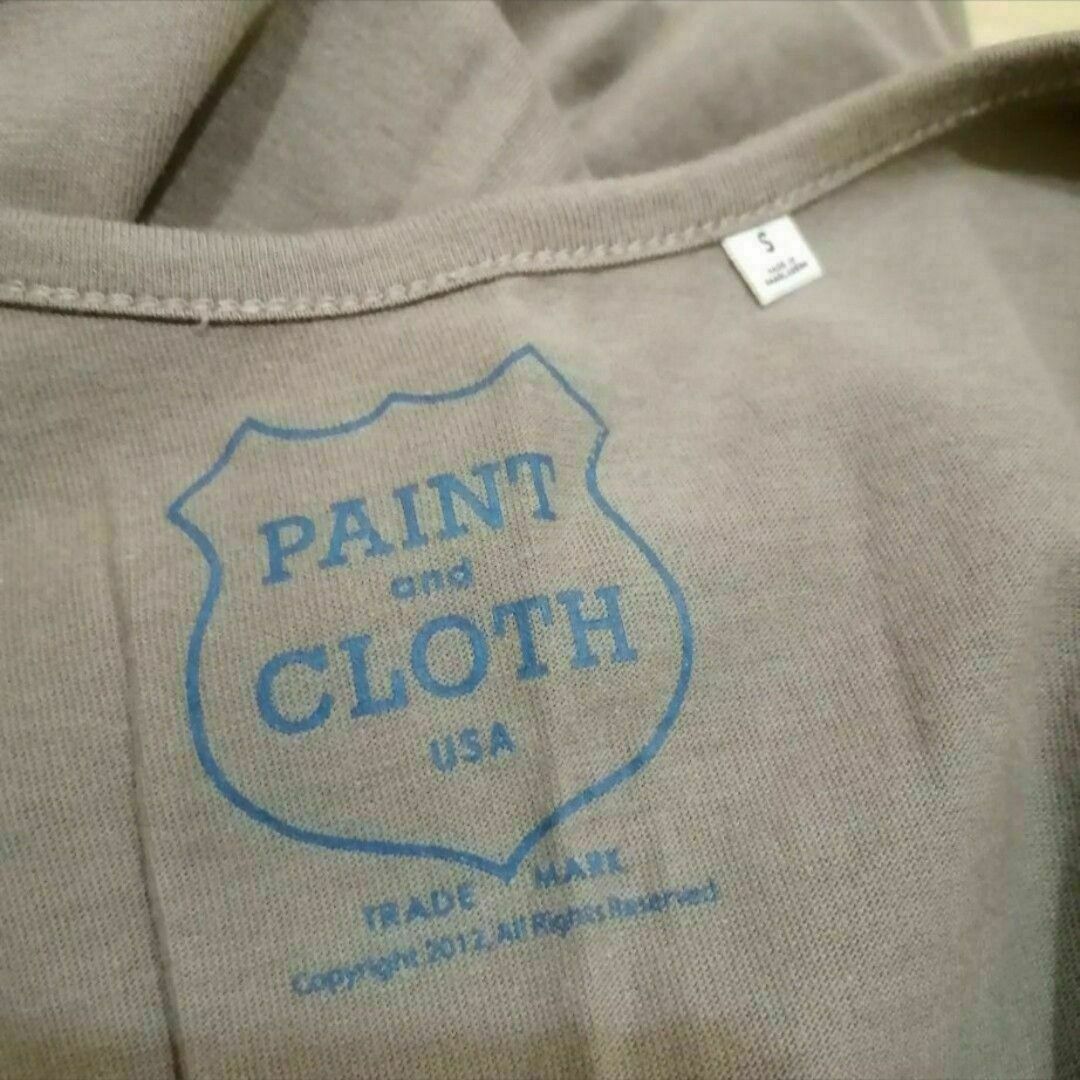 S
PAINT
and
CLOTH
USA
TRADE MARK
Copyright 2012, All Rights Reserved